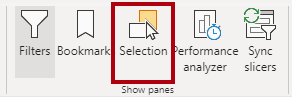 Filters Bookmark Selection Performance Sync
analyzer slicers
Show panes